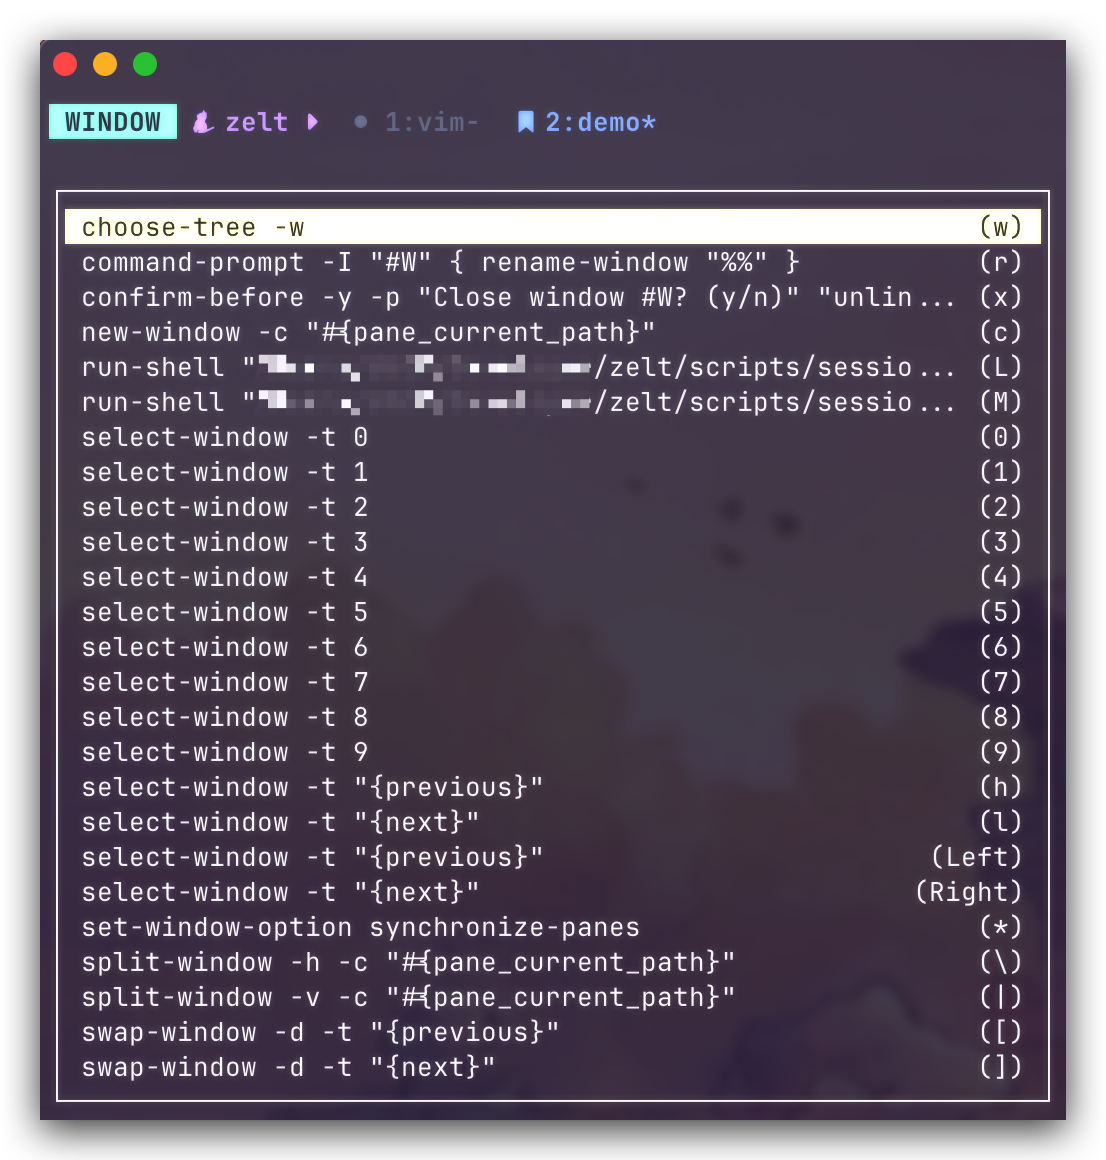 WINDOW zelt 1:vim- 2:demo*
choose-tree -w (w)
command-prompt -I "#W" { rename-window "%%" } (r)
confirm-before -y -p "Close window #W? (y/n)" "unlin... (x)
new-window -c "#{pane_current_path}" (c)
run-shell "/zelt/scripts/sessio... (L)
run-shell "/zelt/scripts/sessio... (M)
select-window -t 0 (0)
select-window -t 1 (1)
select-window -t 2 (2)
select-window -t 3 (3)
select-window -t 4 (4)
select-window -t 5 (5)
select-window -t 6 (6)
select-window -t 7 (7)
select-window -t 8 (8)
select-window -t 9 (9)
select-window -t "{previous}" (h)
select-window -t "{next}" (l)
select-window -t "{previous}" (Left)
select-window -t "{next}" (Right)
set-window-option synchronize-panes (*)
split-window -h -c "#{pane_current_path}" (\)
split-window -v -c "#{pane_current_path}" (|)
swap-window -d -t "{previous}" ([)
swap-window -d -t "{next}" (])